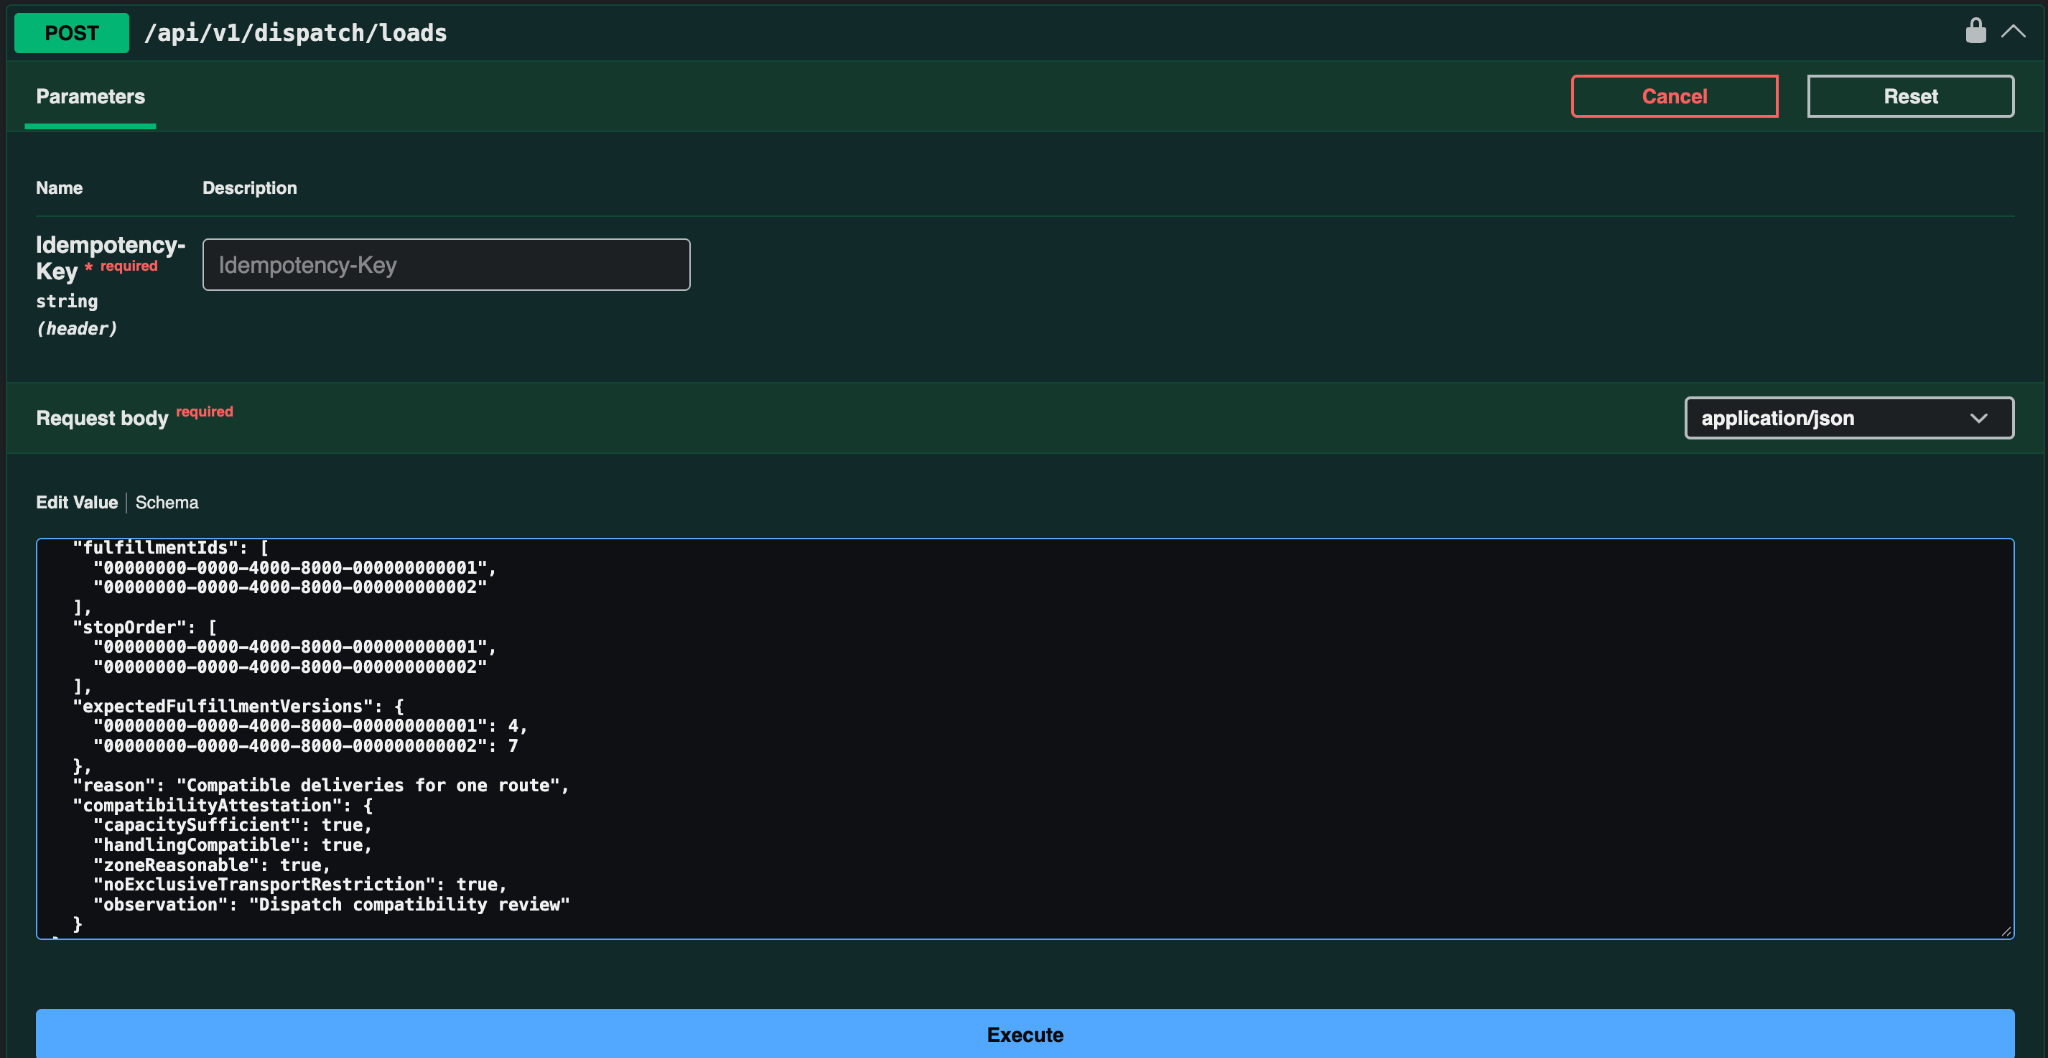 POST /api/v1/dispatch/loads
Parameters
Cancel
Reset
Name Description
Idempotency-
Key * required
string
(header)
Idempotency-Key
Request body required
application/json
Edit Value | Schema
"fulfillmentIds": [
"00000000-0000-4000-8000-000000000001",
"00000000-0000-4000-8000-000000000002"
],
"stopOrder": [
"00000000-0000-4000-8000-000000000001",
"00000000-0000-4000-8000-000000000002"
],
"expectedFulfillmentVersions": {
"00000000-0000-4000-8000-000000000001": 4,
"00000000-0000-4000-8000-000000000002": 7
},
"reason": "Compatible deliveries for one route",
"compatibilityAttestation": {
"capacitySufficient": true,
"handlingCompatible": true,
"zoneReasonable": true,
"noExclusiveTransportRestriction": true,
"observation": "Dispatch compatibility review"
}
Execute